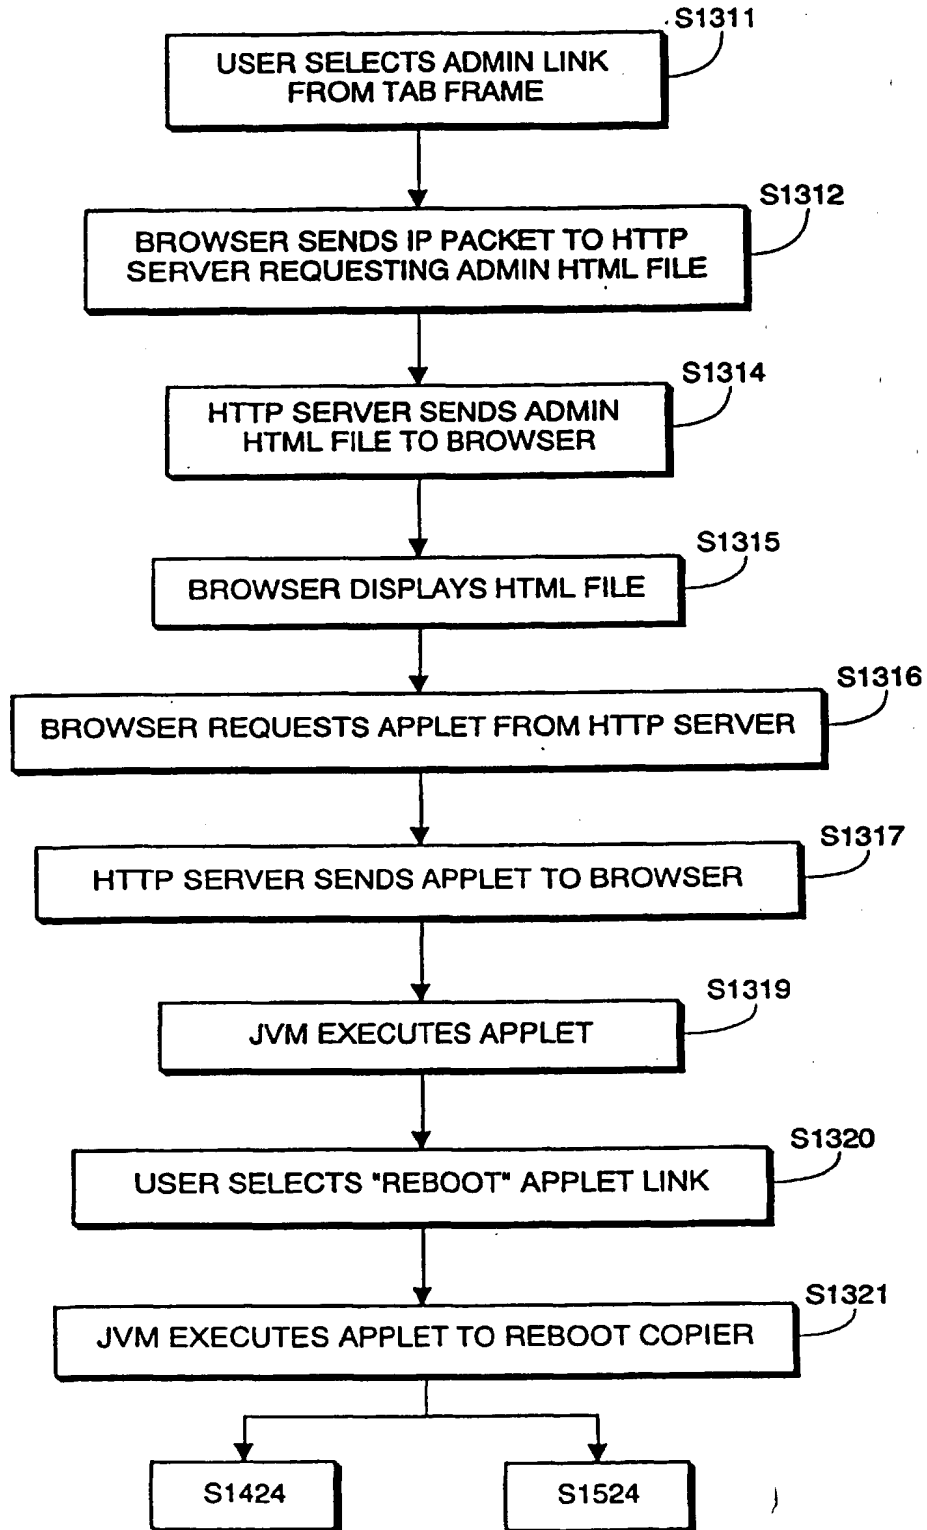 S1311
USER SELECTS ADMIN LINK
FROM TAB FRAME
S1312
BROWSER SENDS IP PACKET TO HTTP
SERVER REQUESTING ADMIN HTML FILE
S1314
HTTP SERVER SENDS ADMIN
HTML FILE TO BROWSER
S1315
BROWSER DISPLAYS HTML FILE
S1316
BROWSER REQUESTS APPLET FROM HTTP SERVER
S1317
HTTP SERVER SENDS APPLET TO BROWSER
S1319
JVM EXECUTES APPLET
S1320
USER SELECTS "REBOOT" APPLET LINK
S1321
JVM EXECUTES APPLET TO REBOOT COPIER
S1424
S1524